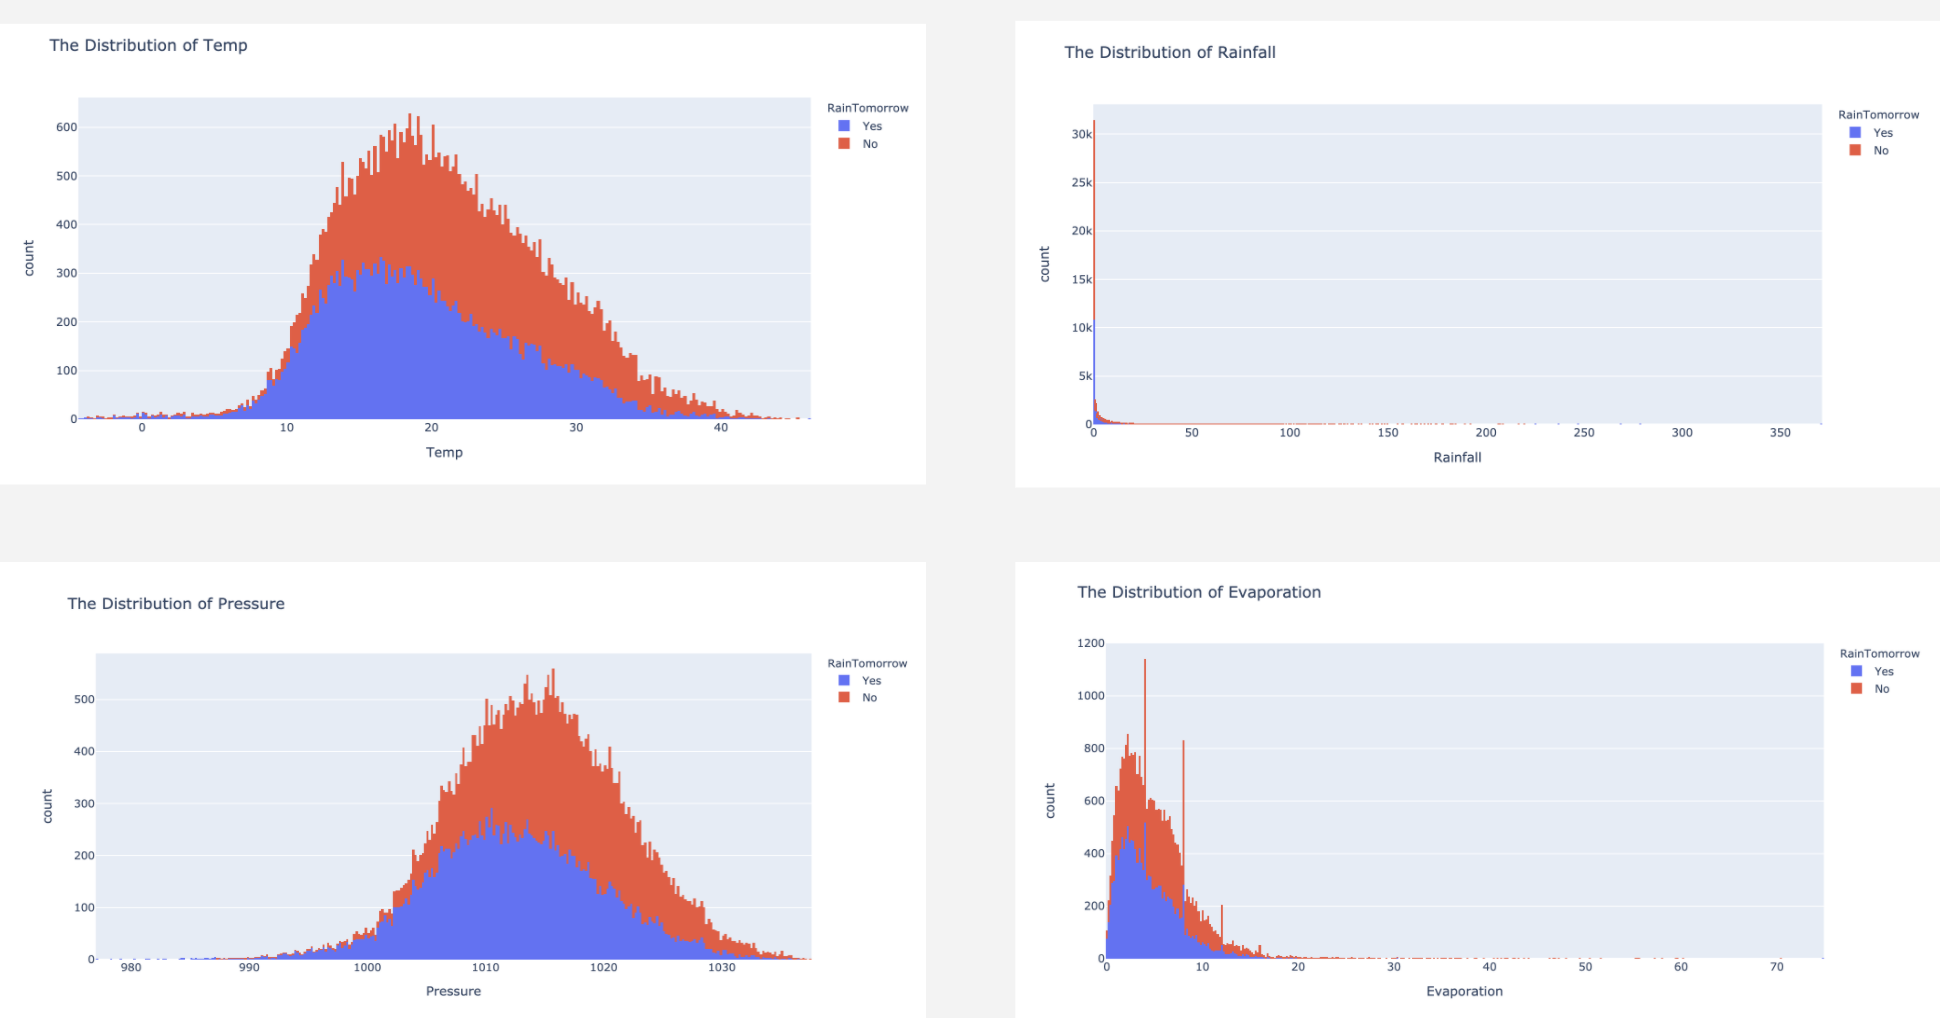 The Distribution of Temp
RainTomorrow
Yes
No
600
500
400
300
200
100
0
count
0 10 20 30 40
Temp
The Distribution of Rainfall
RainTomorrow
Yes
No
30k
25k
20k
15k
10k
5k
0
count
0 50 100 150 200 250 300 350
Rainfall
The Distribution of Pressure
RainTomorrow
Yes
No
500
400
300
200
100
0
count
980 990 1000 1010 1020 1030
Pressure
The Distribution of Evaporation
RainTomorrow
Yes
No
1200
1000
800
600
400
200
0
count
0 10 20 30 40 50 60 70
Evaporation